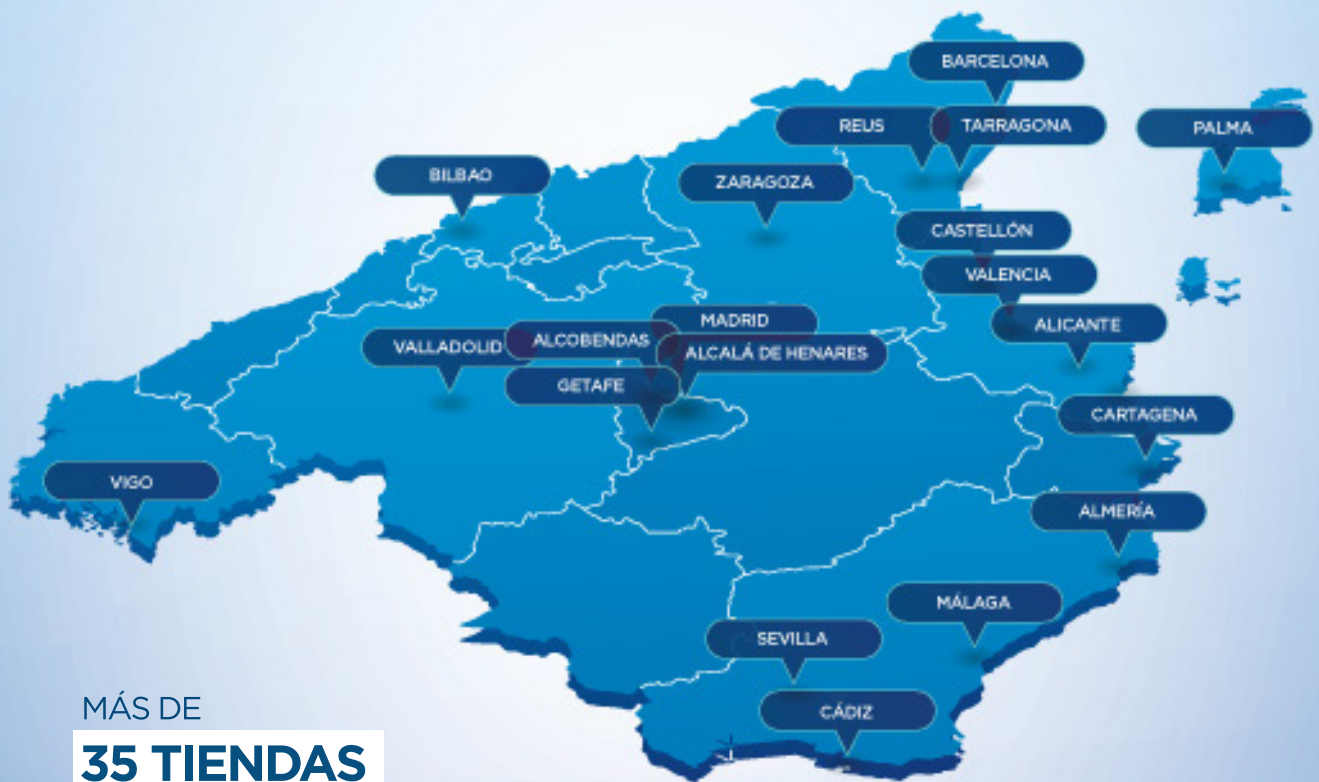 BARCELONA
REUS
TARRAGONA
PALMA
BILBAO
ZARAGOZA
CASTELLÓN
VALENCIA
MADRID
ALICANTE
VALLADOLID
ALCOBENDAS
ALCALÁ DE HENARES
GETAFE
CARTAGENA
VIGO
ALMERÍA
MÁLAGA
SEVILLA
CÁDIZ
MÁS DE
35 TIENDAS